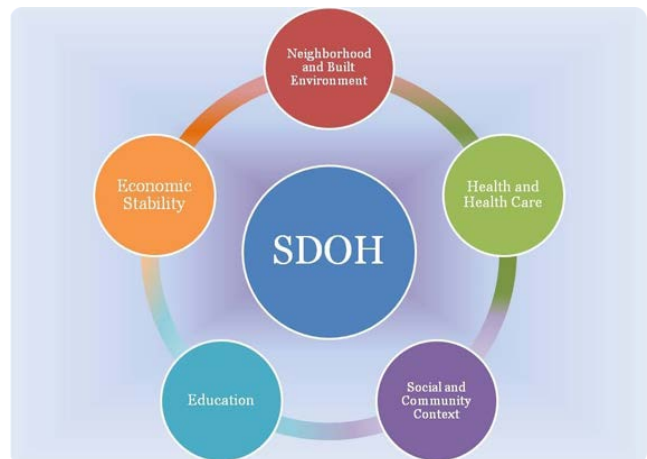 Neighborhood
and Built
Environment
Economic
Stability
Health and
Health Care
SDOH
Education
Social and
Community
Context